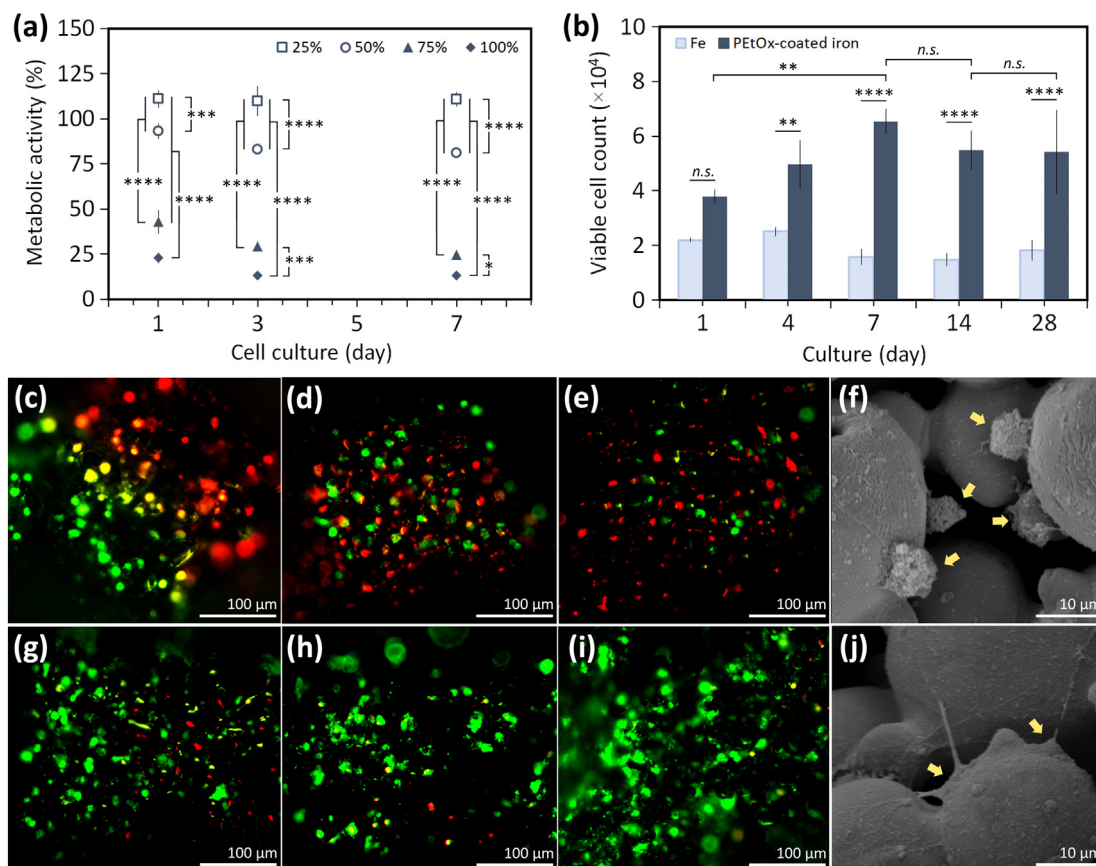 (a)
150
125
100
75
50
25
0
Metabolic activity (%)
25% 50% 75% 100%
***
****
****
****
****
****
***
****
****
****
*
1 3 5 7
Cell culture (day)
(b)
10
8
6
4
2
0
Viable cell count (×10⁴)
Fe PEtOx-coated iron
n.s.
** n.s.
**** ****
** ****
n.s.
1 4 7 14 28
Culture (day)
(c) (d) (e) (f)
100 μm 100 μm 100 μm 10 μm
(g) (h) (i) (j)
100 μm 100 μm 100 μm 10 μm